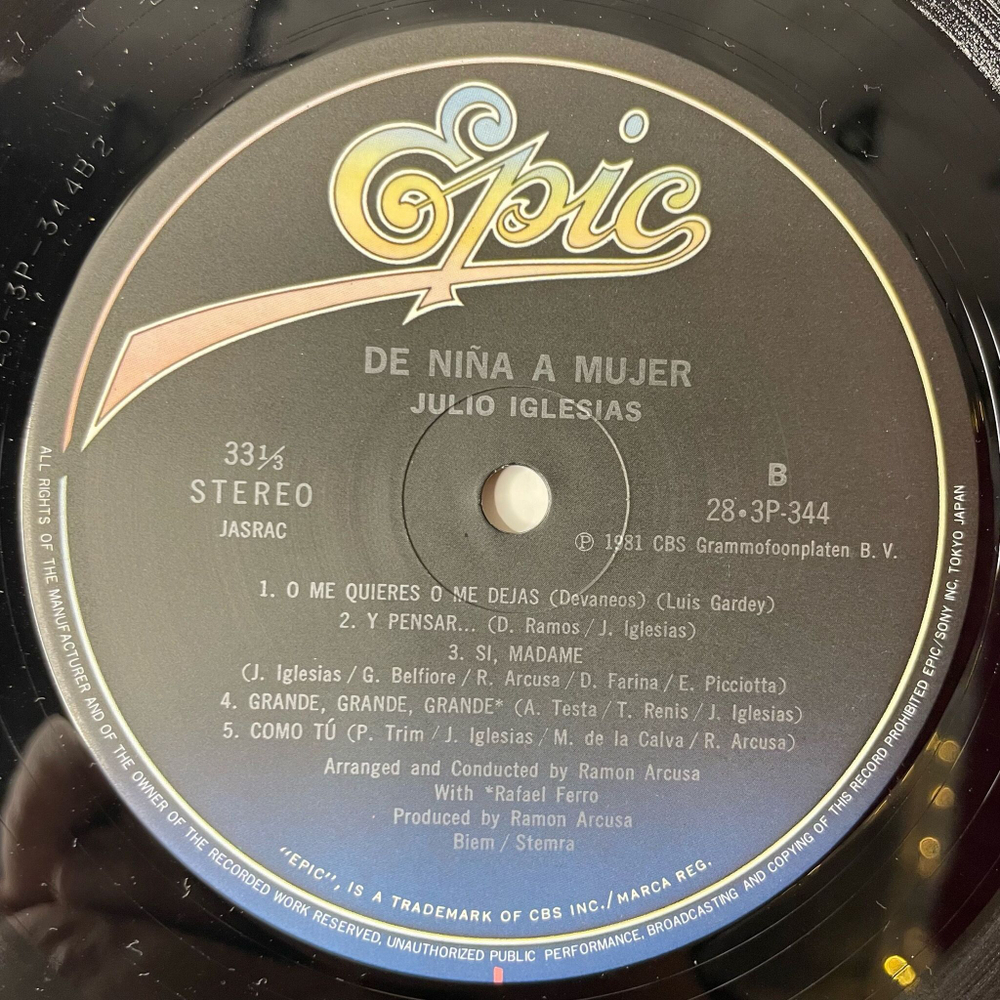 Epic
DE NIÑA A MUJER
JULIO IGLESIAS
33⅓
STEREO
JASRAC
B
28•3P-344
Ⓟ 1981 CBS Grammofoonplaten B. V.
1. O ME QUIERES O ME DEJAS (Devaneos) (Luis Gardey)
2. Y PENSAR... (D. Ramos / J. Iglesias)
3. SI, MADAME
(J. Iglesias / G. Belfiore / R. Arcusa / D. Farina / E. Picciotta)
4. GRANDE, GRANDE, GRANDE* (A. Testa / T. Renis / J. Iglesias)
5. COMO TÚ (P. Trim / J. Iglesias / M. de la Calva / R. Arcusa)
Arranged and Conducted by Ramon Arcusa
With *Rafael Ferro
Produced by Ramon Arcusa
Biem / Stemra
"EPIC", IS A TRADEMARK OF CBS INC./MARCA REG.
ALL RIGHTS OF THE MANUFACTURER AND OF THE OWNER OF THE RECORDED WORK RESERVED, UNAUTHORIZED PUBLIC PERFORMANCE, BROADCASTING AND COPYING OF THIS RECORD PROHIBITED EPIC/SONY INC, TOKYO JAPAN
3P-344B2